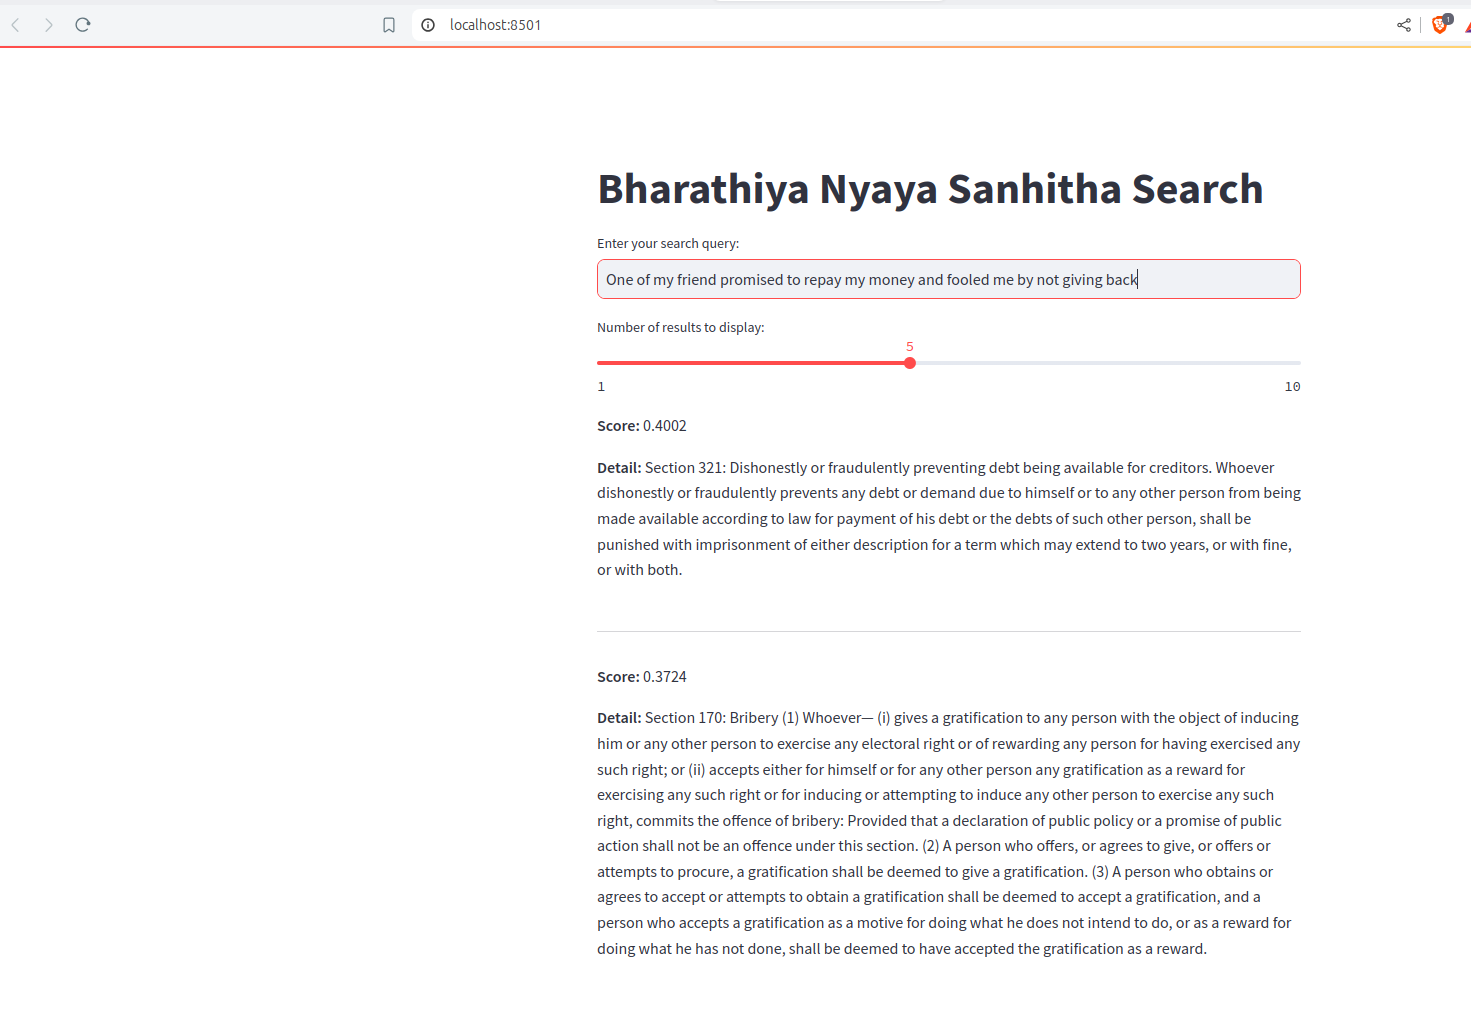 localhost:8501
1
Bharathiya Nyaya Sanhitha Search
Enter your search query:
One of my friend promised to repay my money and fooled me by not giving back
Number of results to display:
5
1 10
Score: 0.4002
Detail: Section 321: Dishonestly or fraudulently preventing debt being available for creditors. Whoever
dishonestly or fraudulently prevents any debt or demand due to himself or to any other person from being
made available according to law for payment of his debt or the debts of such other person, shall be
punished with imprisonment of either description for a term which may extend to two years, or with fine,
or with both.
Score: 0.3724
Detail: Section 170: Bribery (1) Whoever— (i) gives a gratification to any person with the object of inducing
him or any other person to exercise any electoral right or of rewarding any person for having exercised any
such right; or (ii) accepts either for himself or for any other person any gratification as a reward for
exercising any such right or for inducing or attempting to induce any other person to exercise any such
right, commits the offence of bribery: Provided that a declaration of public policy or a promise of public
action shall not be an offence under this section. (2) A person who offers, or agrees to give, or offers or
attempts to procure, a gratification shall be deemed to give a gratification. (3) A person who obtains or
agrees to accept or attempts to obtain a gratification shall be deemed to accept a gratification, and a
person who accepts a gratification as a motive for doing what he does not intend to do, or as a reward for
doing what he has not done, shall be deemed to have accepted the gratification as a reward.